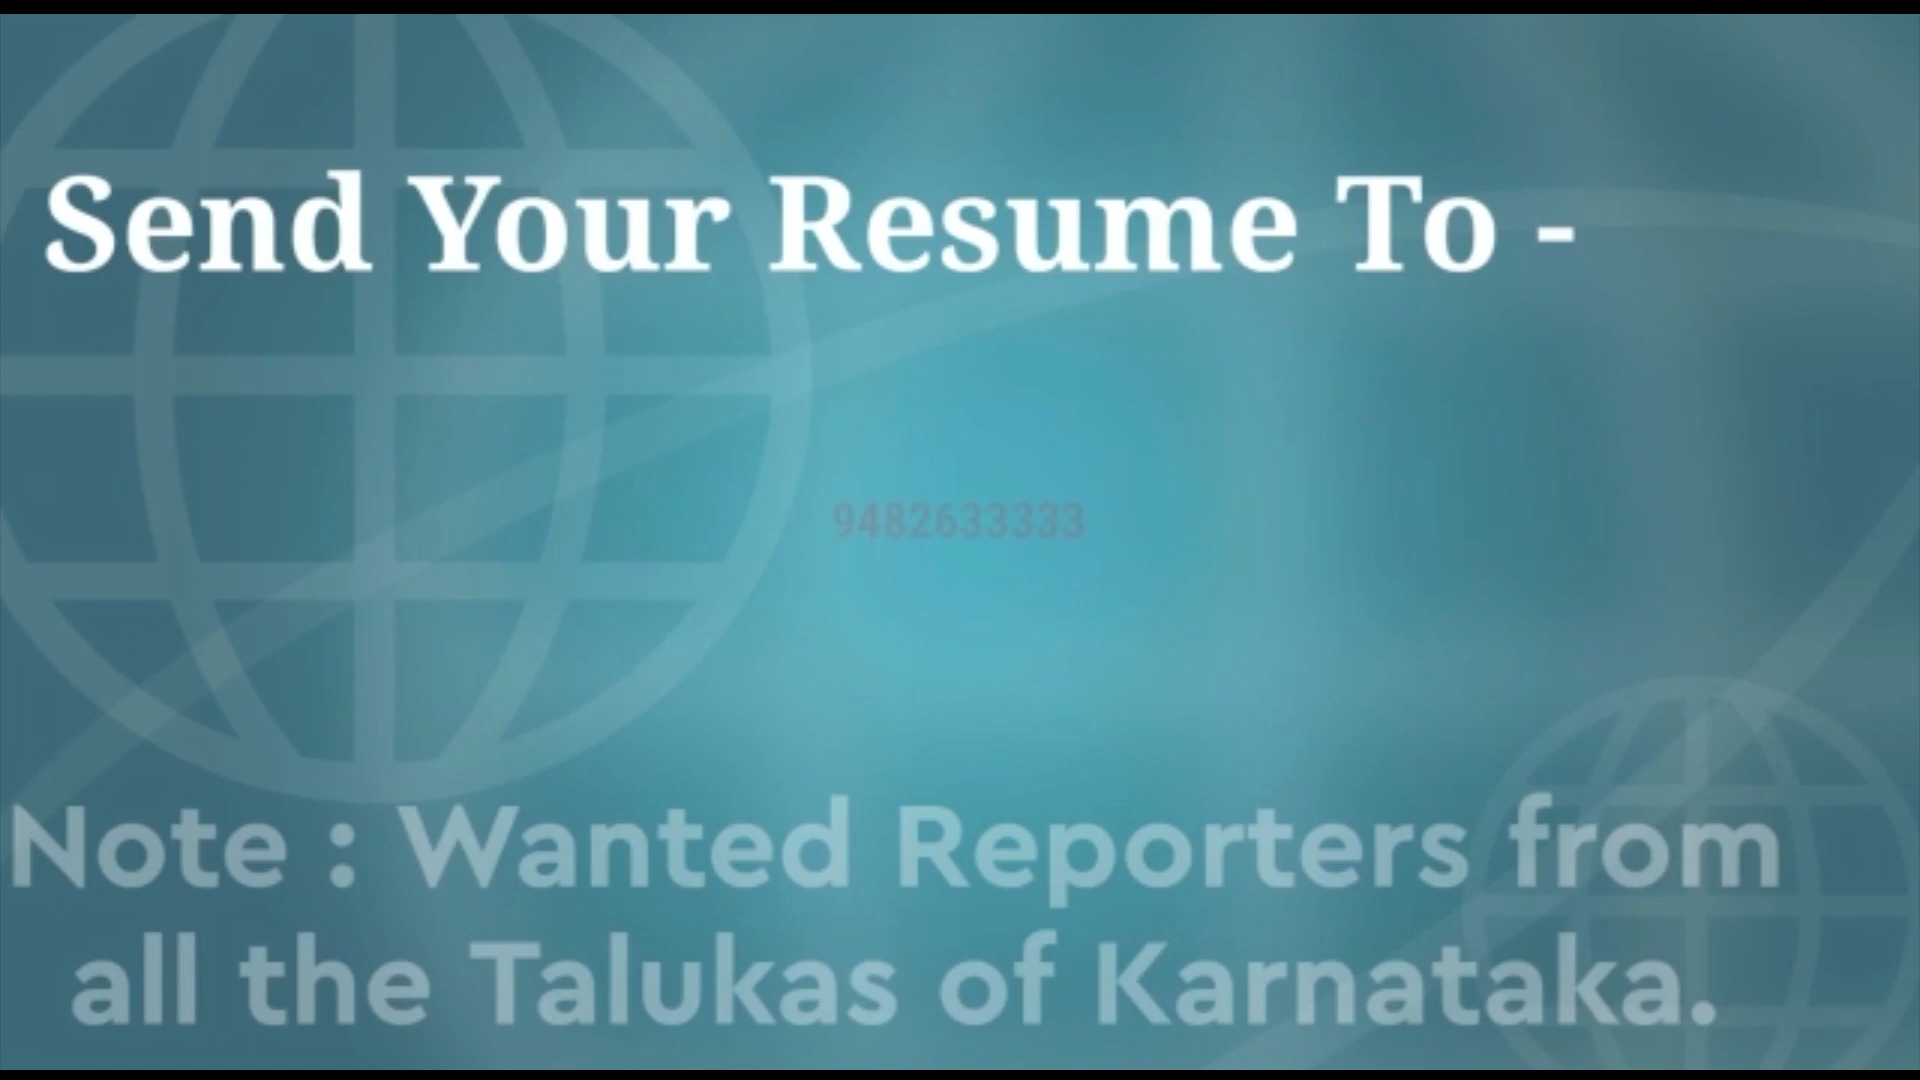 Send Your Resume To -
9482633333
Note : Wanted Reporters from
all the Talukas of Karnataka.